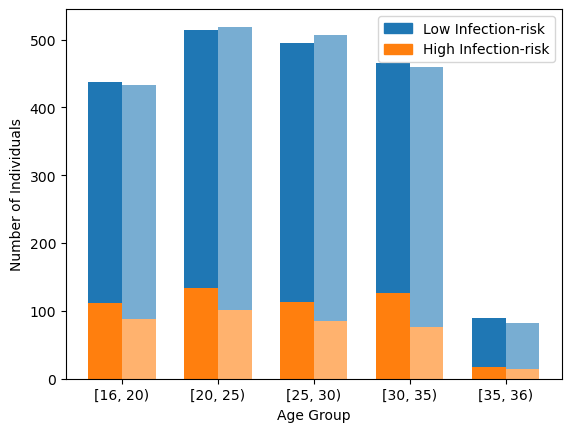 Low Infection-risk
High Infection-risk
Number of Individuals
500
400
300
200
100
0
[16, 20)
[20, 25)
[25, 30)
[30, 35)
[35, 36)
Age Group